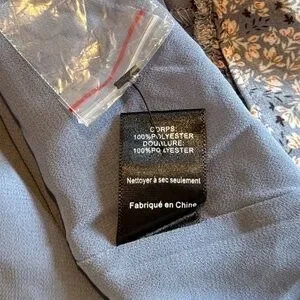 CORPS:
100%POLYESTER
DOUBLURE:
100%POLYESTER
Nettoyer à sec seulement
Fabriqué en Chine